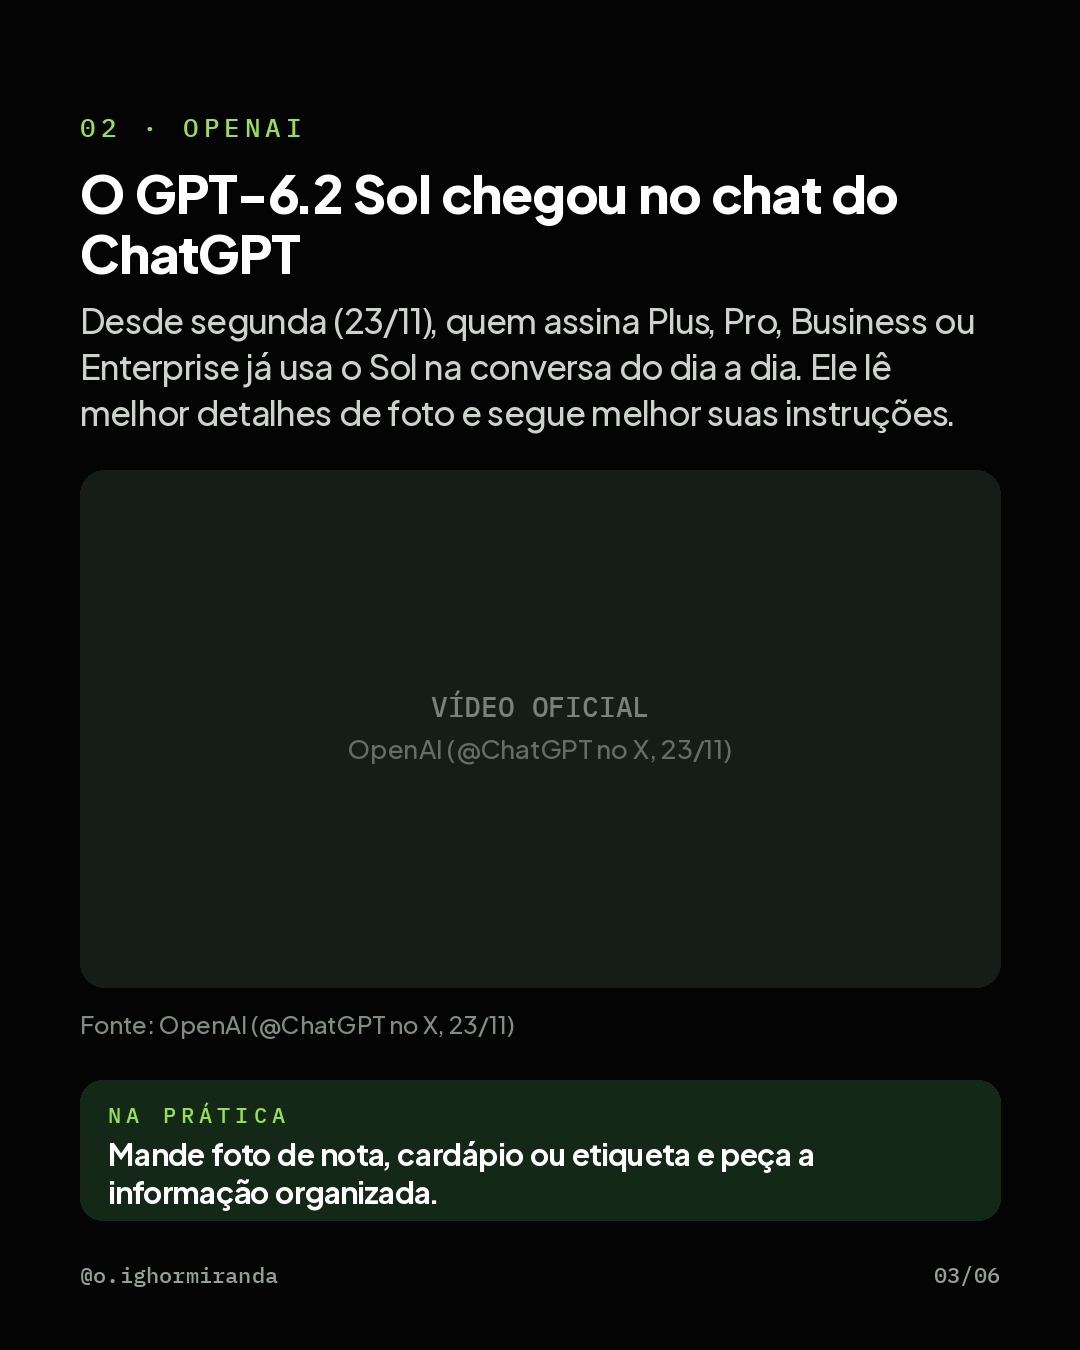 02 · OPENAI
O GPT-6.2 Sol chegou no chat do
ChatGPT
Desde segunda (23/11), quem assina Plus, Pro, Business ou
Enterprise já usa o Sol na conversa do dia a dia. Ele lê
melhor detalhes de foto e segue melhor suas instruções.
VÍDEO OFICIAL
OpenAI (@ChatGPT no X, 23/11)
Fonte: OpenAI (@ChatGPT no X, 23/11)
NA PRÁTICA
Mande foto de nota, cardápio ou etiqueta e peça a
informação organizada.
@o.ighormiranda
03/06